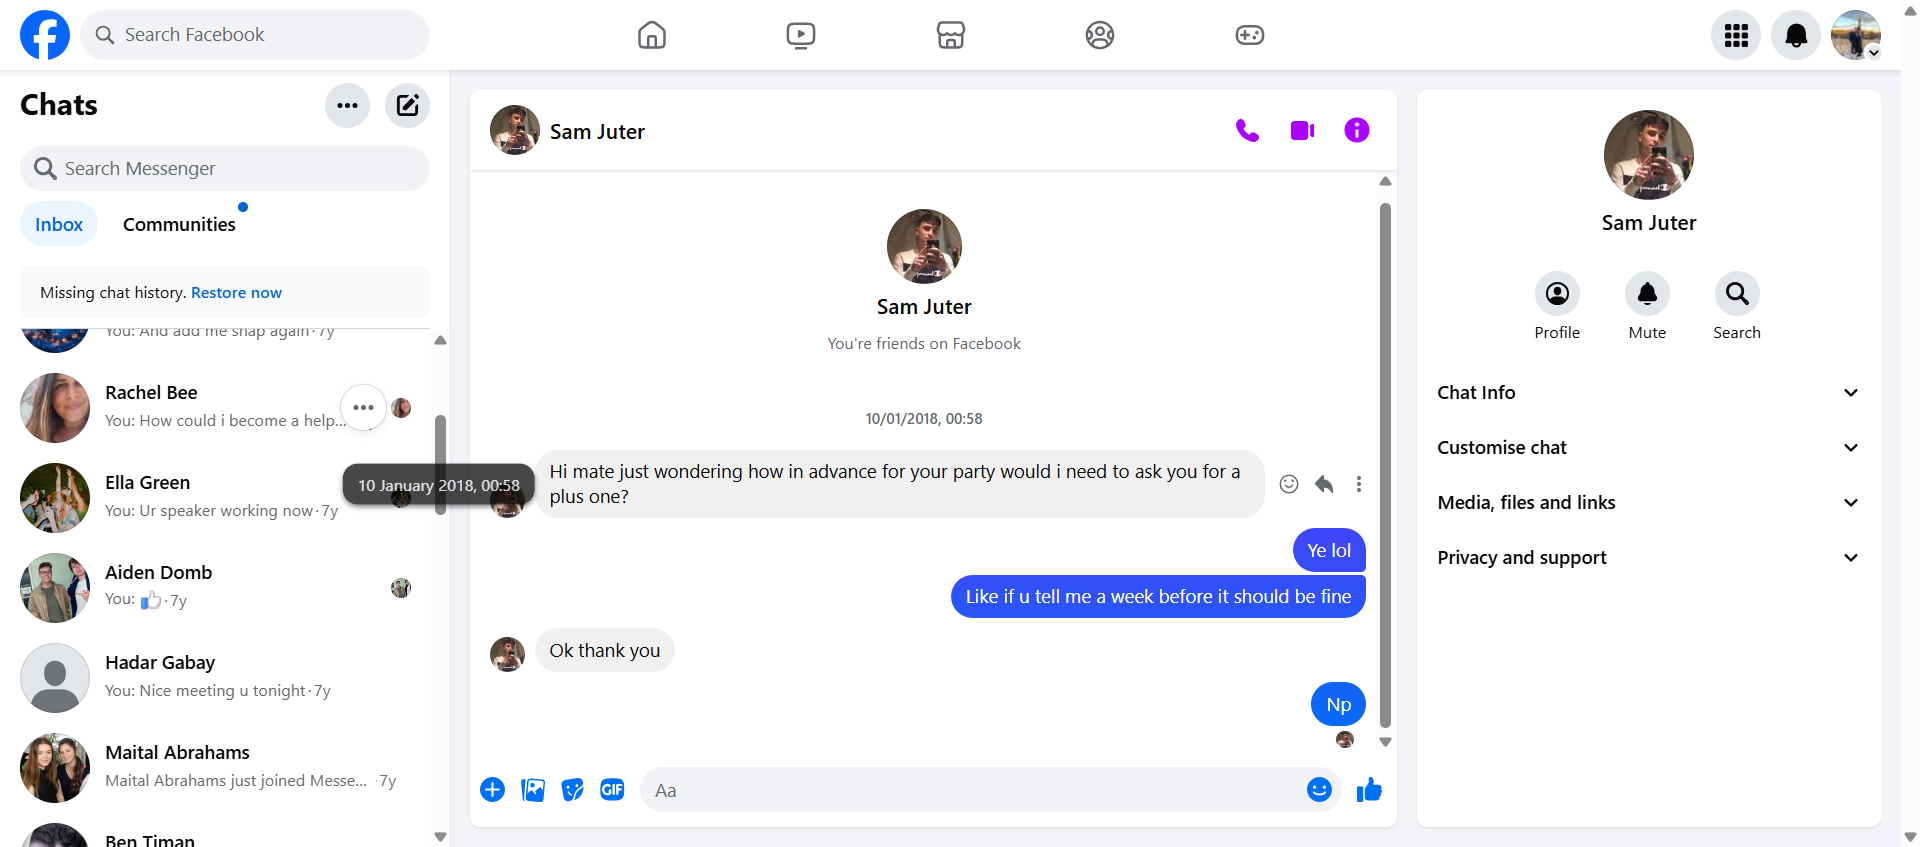 Search Facebook
Chats
Search Messenger
Inbox
Communities
Missing chat history. Restore now
You: And add me snap again · 7y
Rachel Bee
You: How could i become a help...
Ella Green
You: Ur speaker working now · 7y
Aiden Domb
You: 👍 · 7y
Hadar Gabay
You: Nice meeting u tonight · 7y
Maital Abrahams
Maital Abrahams just joined Messe... · 7y
Ben Timan
Sam Juter
Sam Juter
You're friends on Facebook
10/01/2018, 00:58
10 January 2018, 00:58
Hi mate just wondering how in advance for your party would i need to ask you for a
plus one?
Ye lol
Like if u tell me a week before it should be fine
Ok thank you
Np
GIF
Aa
Sam Juter
Profile
Mute
Search
Chat Info
Customise chat
Media, files and links
Privacy and support